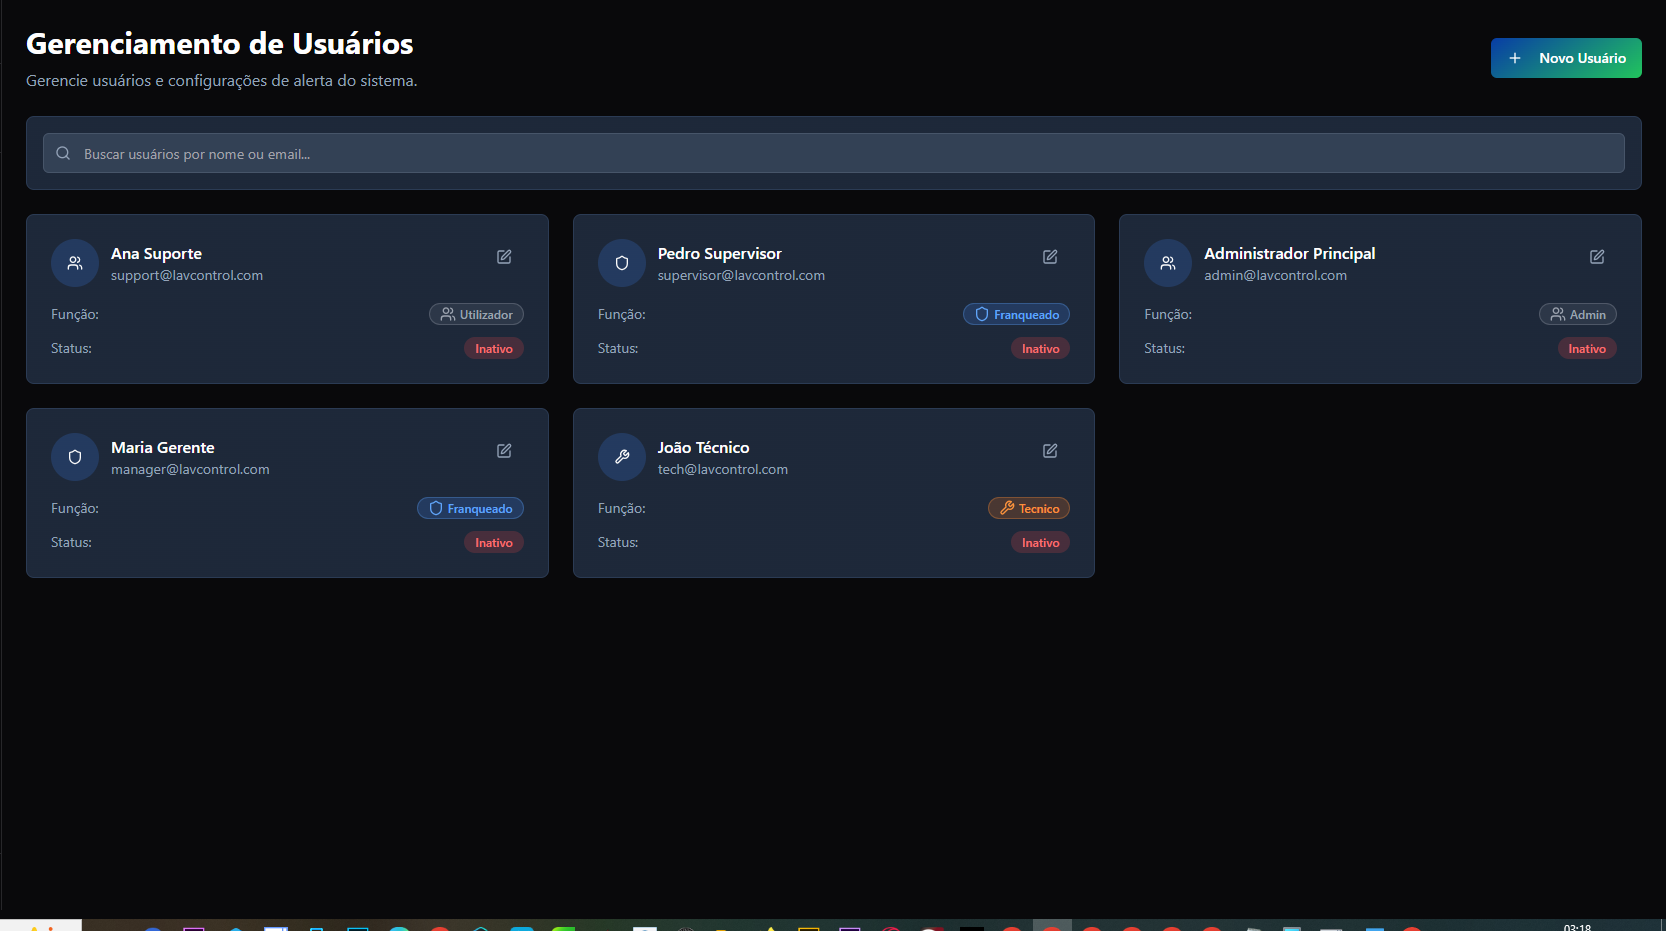 Gerenciamento de Usuários
Gerencie usuários e configurações de alerta do sistema.
Novo Usuário
Buscar usuários por nome ou email...
Ana Suporte
support@lavcontrol.com
Função: Utilizador
Status: Inativo
Pedro Supervisor
supervisor@lavcontrol.com
Função: Franqueado
Status: Inativo
Administrador Principal
admin@lavcontrol.com
Função: Admin
Status: Inativo
Maria Gerente
manager@lavcontrol.com
Função: Franqueado
Status: Inativo
João Técnico
tech@lavcontrol.com
Função: Tecnico
Status: Inativo
03:18